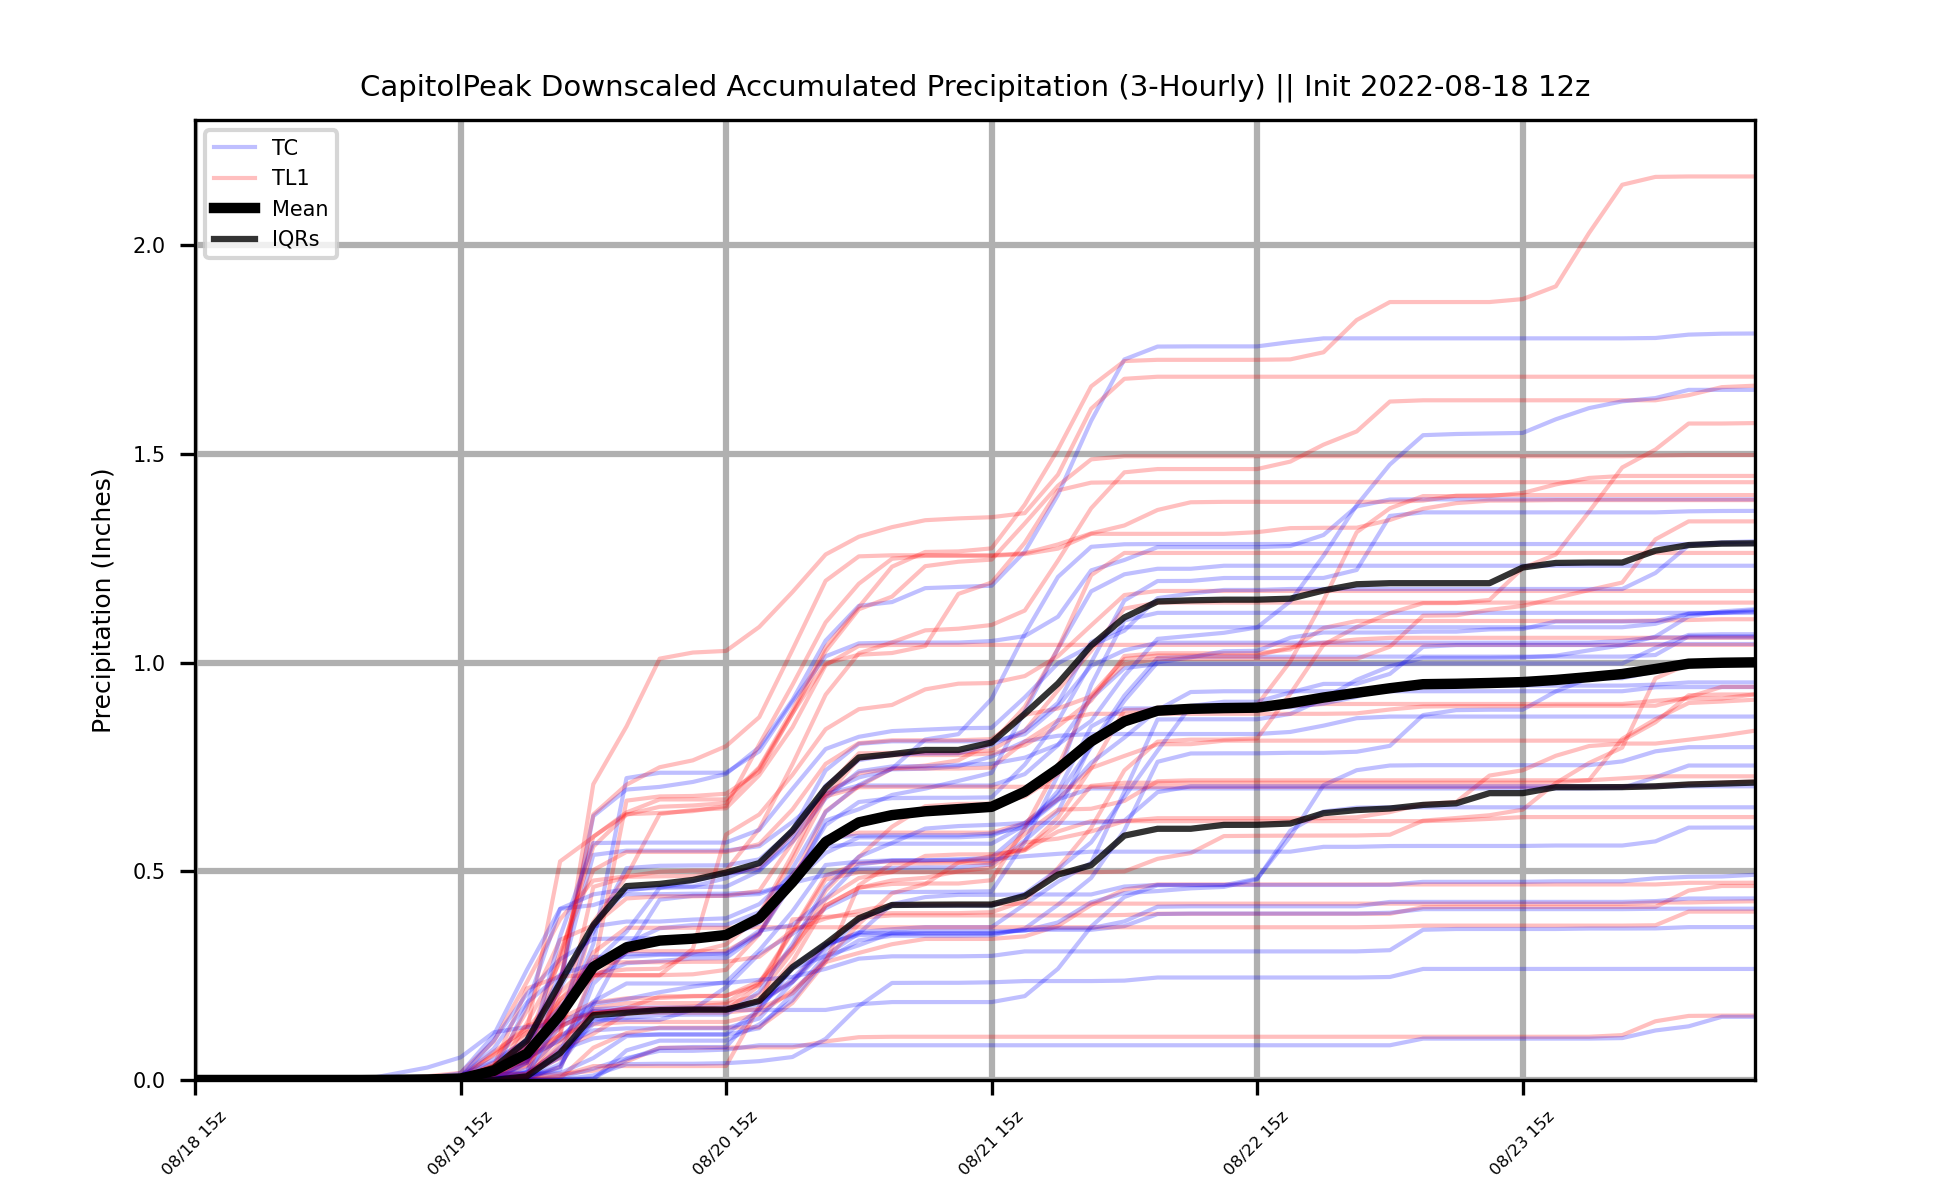 CapitolPeak Downscaled Accumulated Precipitation (3-Hourly) || Init 2022-08-18 12z
TC
TL1
Mean
IQRs
Precipitation (Inches)
2.0
1.5
1.0
0.5
0.0
08/18 15z
08/19 15z
08/20 15z
08/21 15z
08/22 15z
08/23 15z